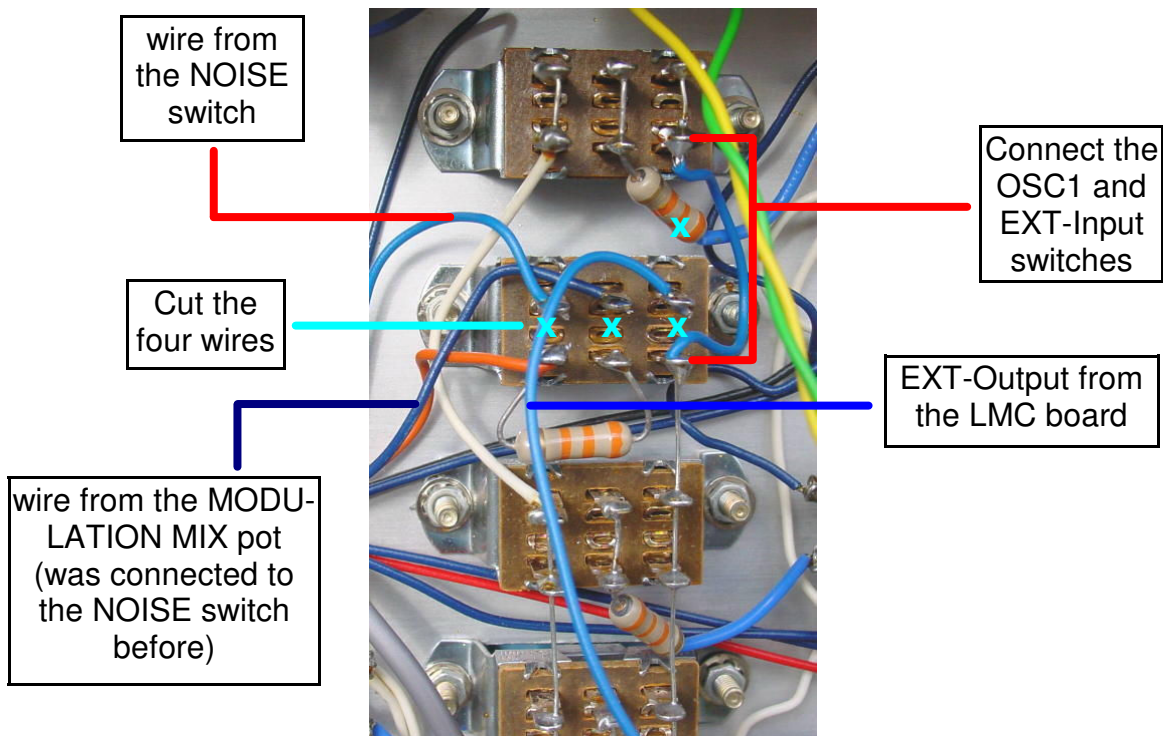 wire from
the NOISE
switch
Connect the
OSC1 and
EXT-Input
switches
x
Cut the
four wires
x
x
x
EXT-Output from
the LMC board
wire from the MODU-
LATION MIX pot
(was connected to
the NOISE switch
before)